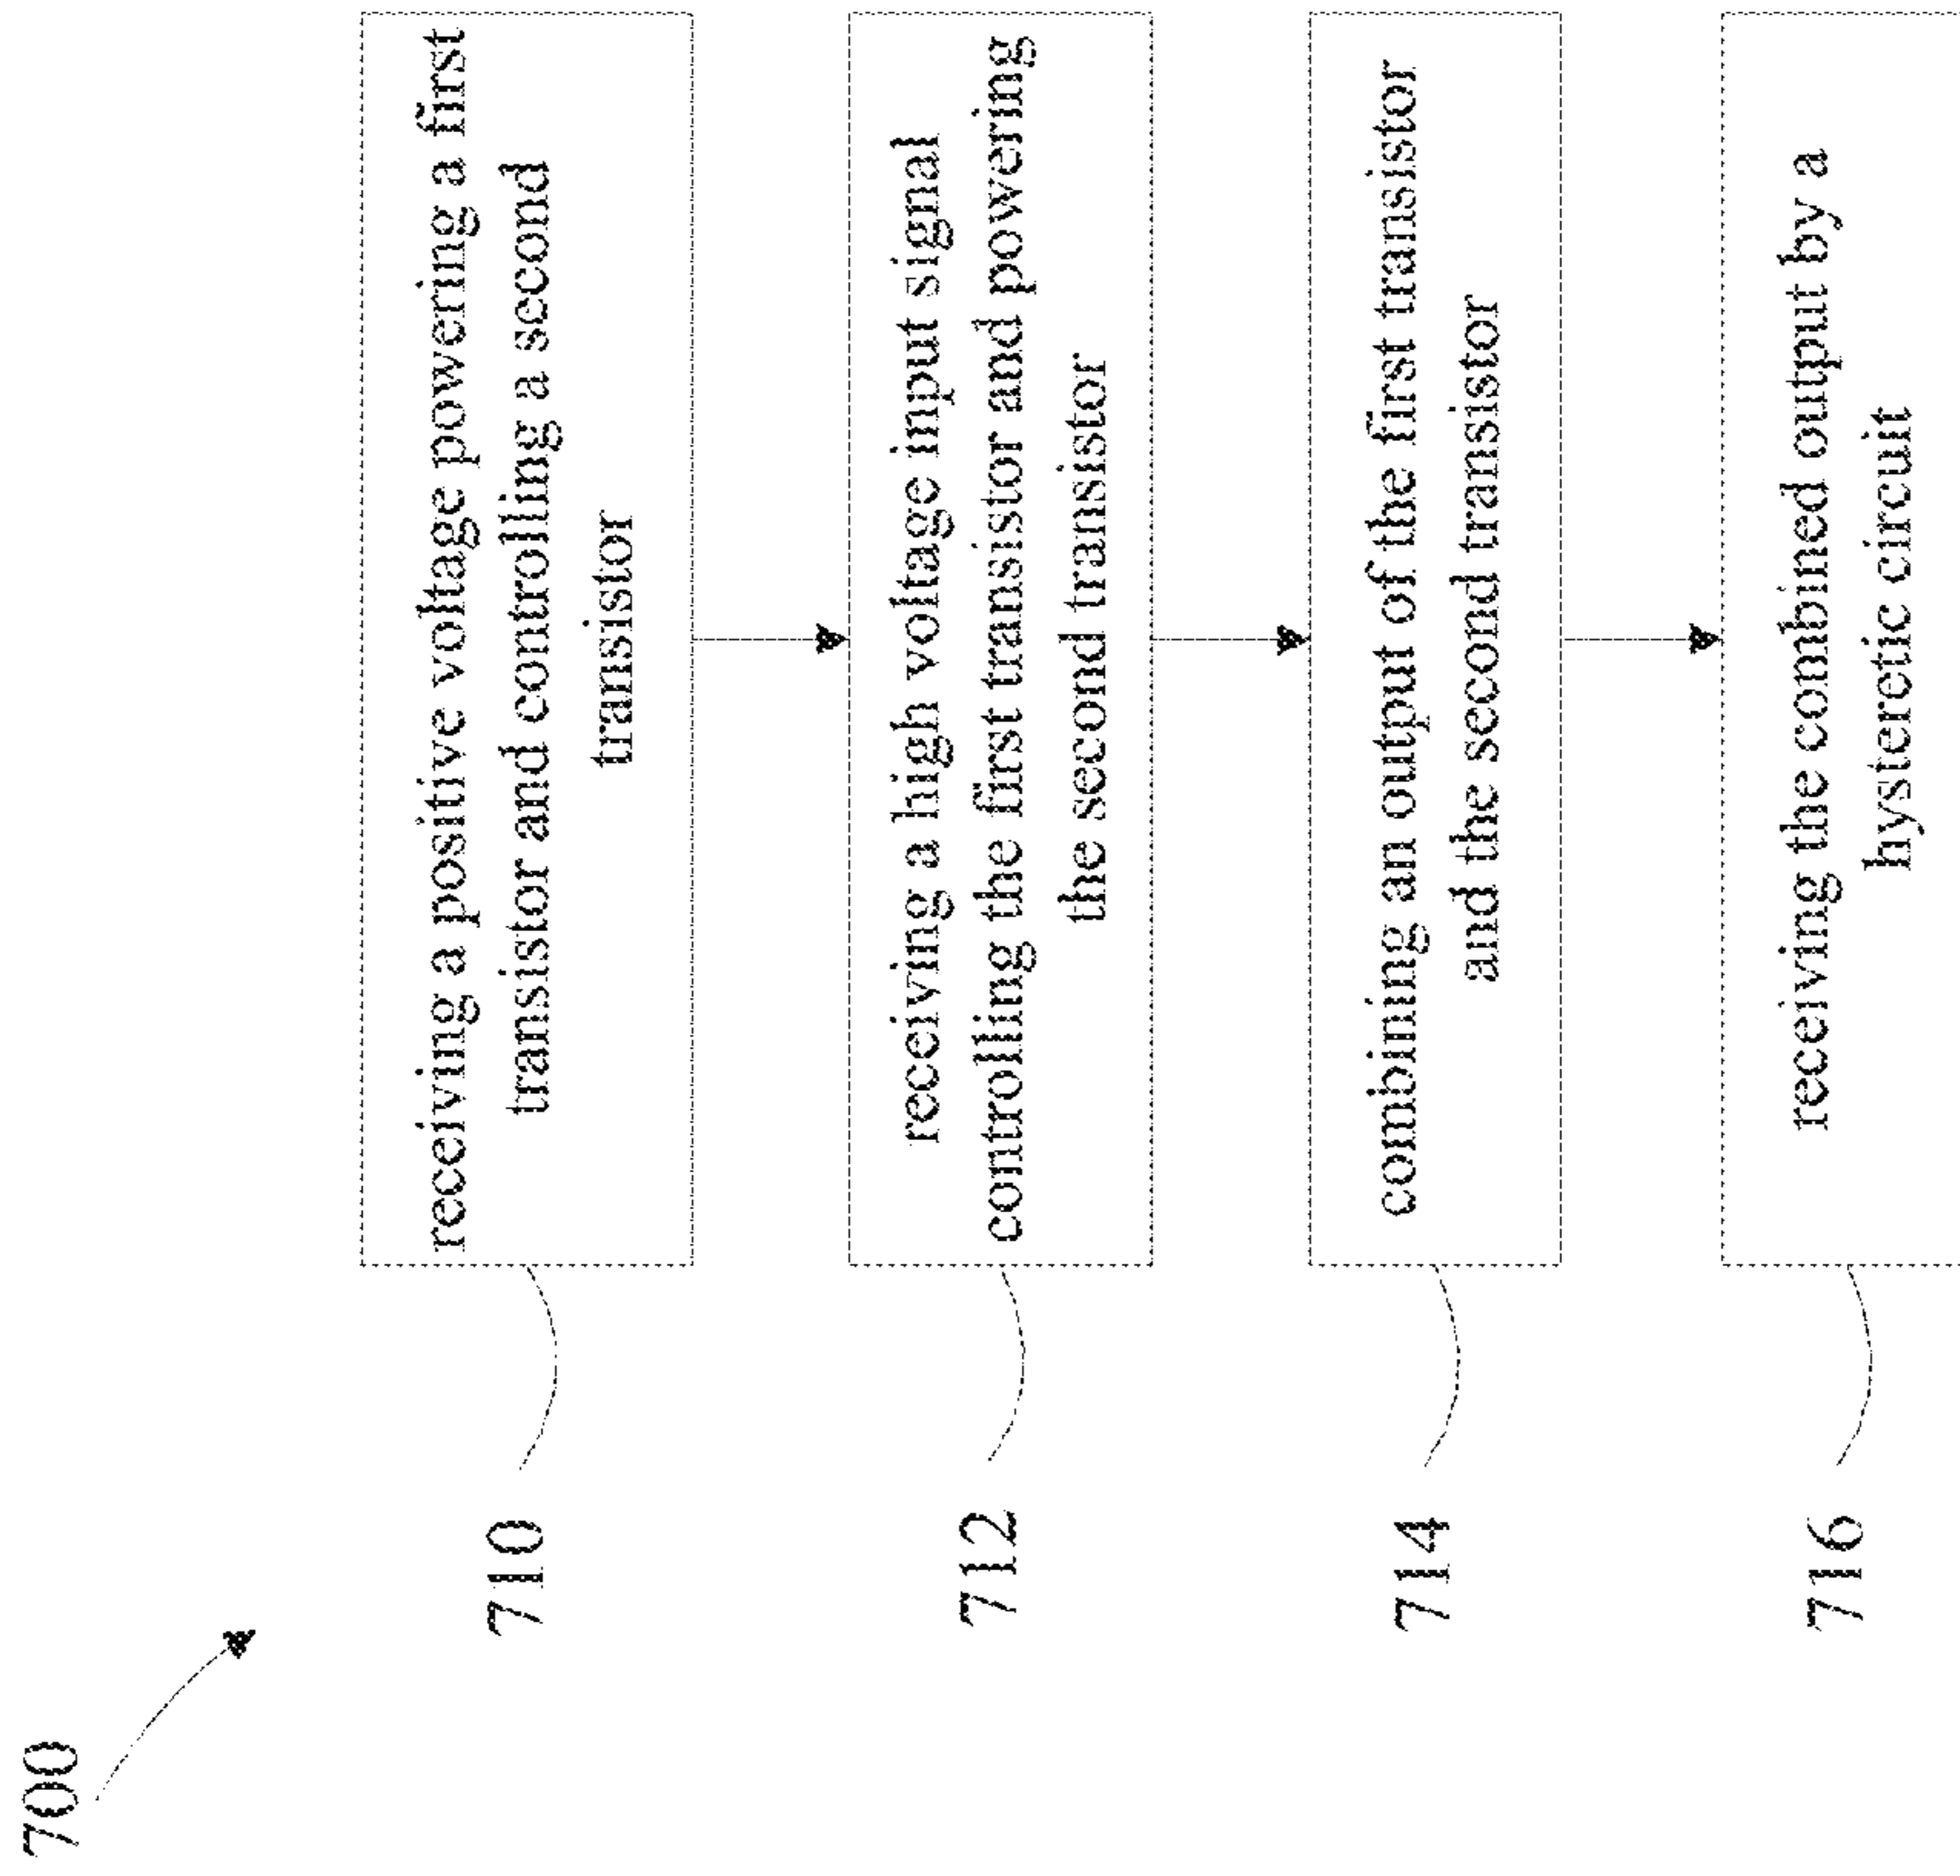 700
710
receiving a positive voltage powering a first
transistor and controlling a second
transistor
712
receiving a high voltage input signal
controlling the first transistor and powering
the second transistor
714
combining an output of the first transistor
and the second transistor
716
receiving the combined output by a
hysteretic circuit